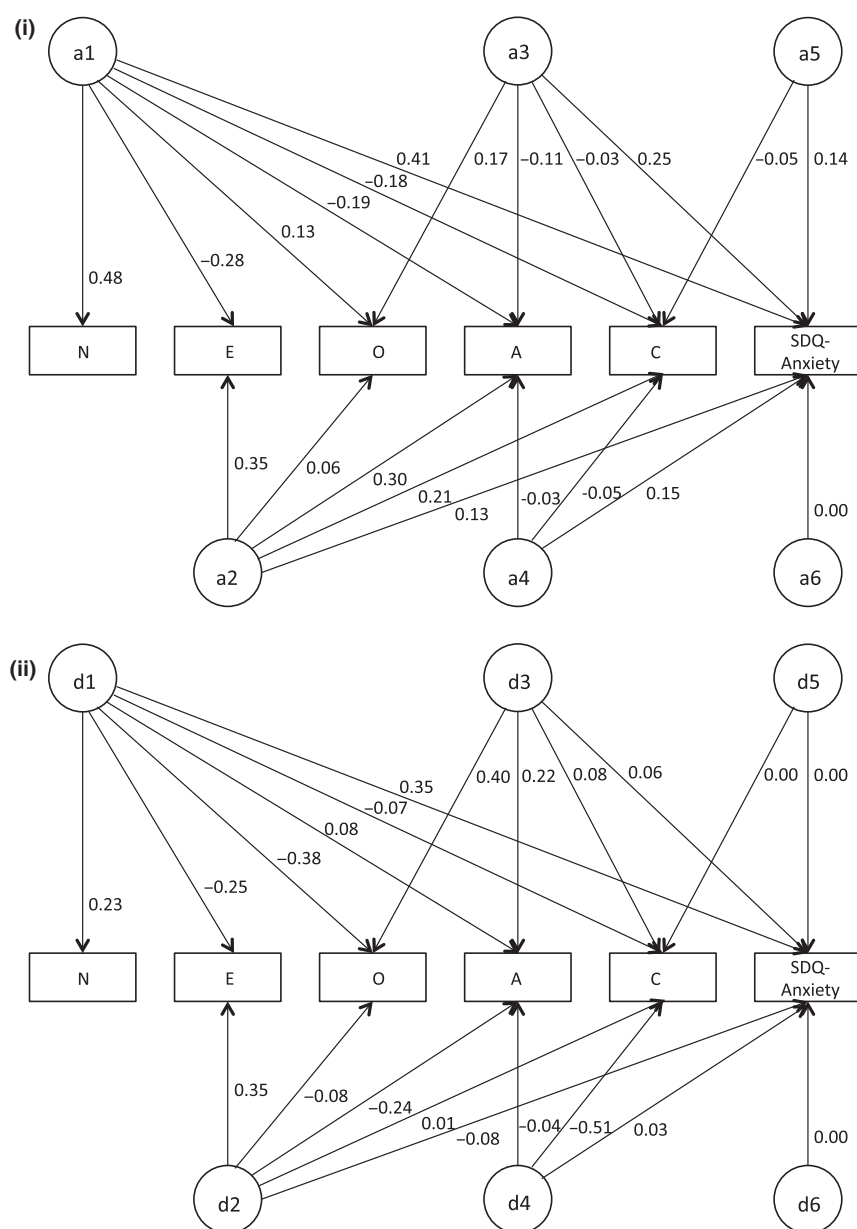 (i)
a1 a3 a5
0.41 0.17 −0.11 −0.03 0.25 −0.05 0.14
−0.18
−0.19
0.13
0.48 −0.28
N E O A C SDQ-
Anxiety
0.35 0.06 0.30 0.21 -0.03 -0.05 0.15
0.13 0.00
a2 a4 a6
(ii)
d1 d3 d5
0.35 0.40 0.22 0.08 0.06 0.00 0.00
−0.07
0.08
−0.38
0.23 −0.25
N E O A C SDQ-
Anxiety
0.35 −0.08 −0.24 0.01 −0.04 −0.51 0.03
−0.08 0.00
d2 d4 d6